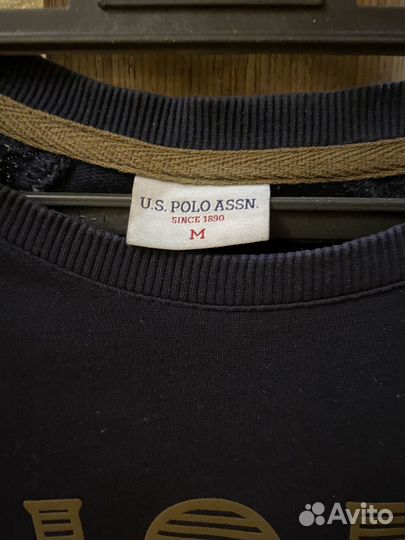 U.S. POLO ASSN.
SINCE 1890
M
Avito